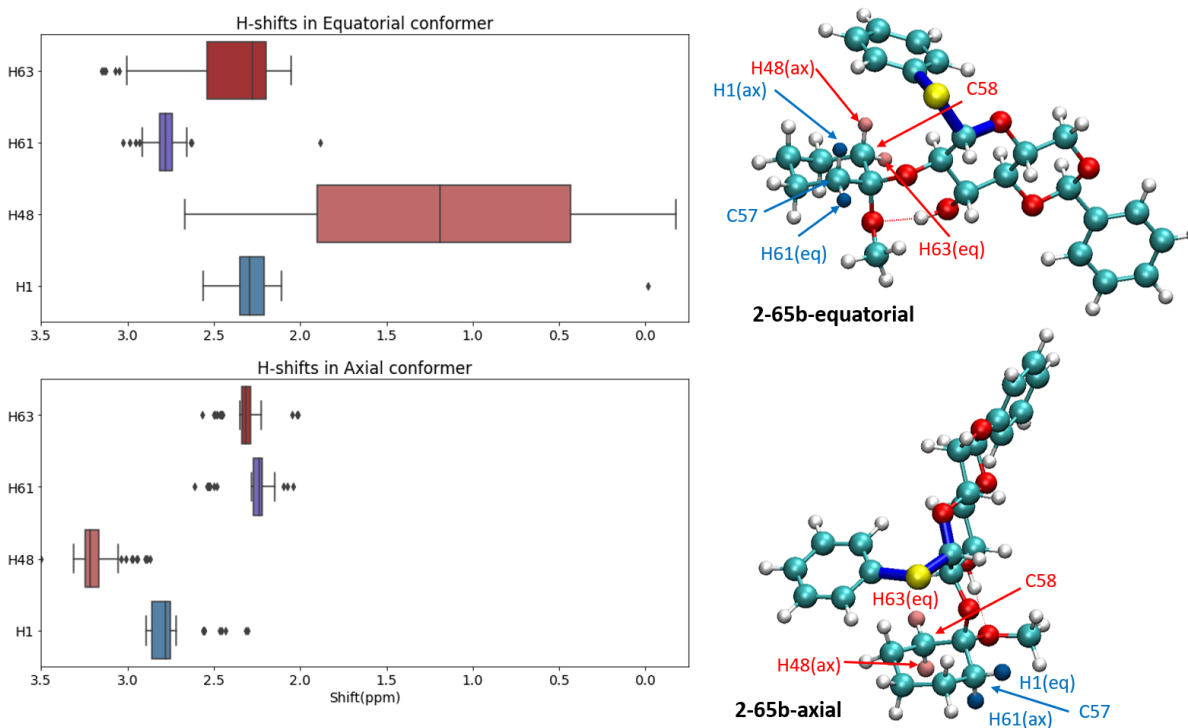 H-shifts in Equatorial conformer
H63
H61
H48
H1
3.5 3.0 2.5 2.0 1.5 1.0 0.5 0.0
H-shifts in Axial conformer
H63
H61
H48
H1
3.5 3.0 2.5 2.0 1.5 1.0 0.5 0.0
Shift(ppm)
H48(ax)
H1(ax)
C58
C57
H61(eq)
H63(eq)
2-65b-equatorial
H63(eq)
C58
H48(ax)
H1(eq)
C57
H61(ax)
2-65b-axial